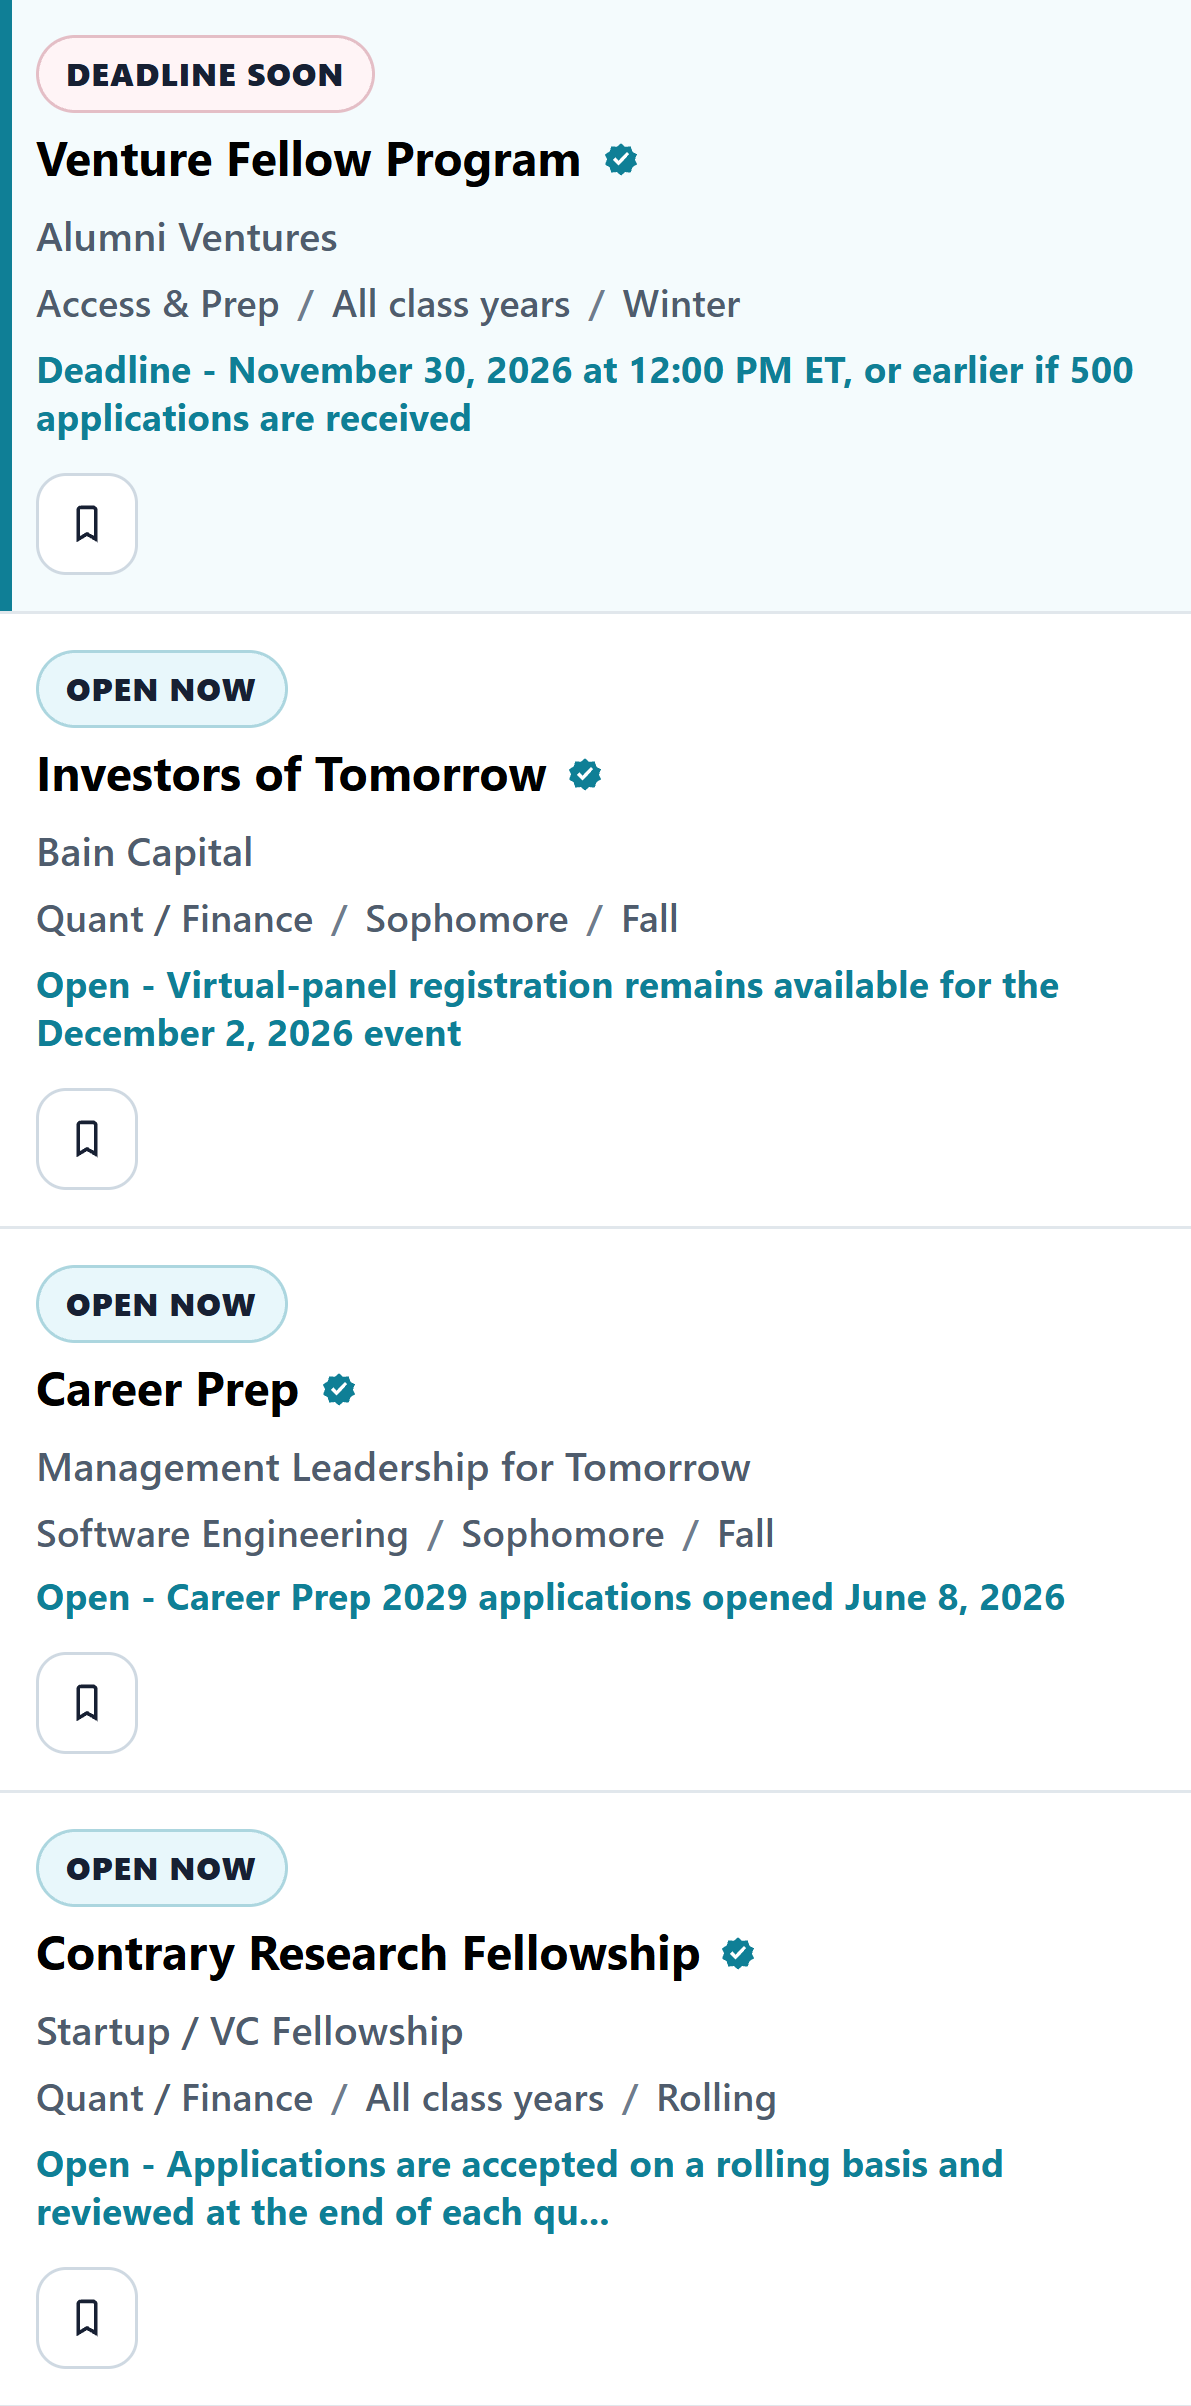 DEADLINE SOON
Venture Fellow Program
Alumni Ventures
Access & Prep / All class years / Winter
Deadline - November 30, 2026 at 12:00 PM ET, or earlier if 500
applications are received
OPEN NOW
Investors of Tomorrow
Bain Capital
Quant / Finance / Sophomore / Fall
Open - Virtual-panel registration remains available for the
December 2, 2026 event
OPEN NOW
Career Prep
Management Leadership for Tomorrow
Software Engineering / Sophomore / Fall
Open - Career Prep 2029 applications opened June 8, 2026
OPEN NOW
Contrary Research Fellowship
Startup / VC Fellowship
Quant / Finance / All class years / Rolling
Open - Applications are accepted on a rolling basis and
reviewed at the end of each qu...